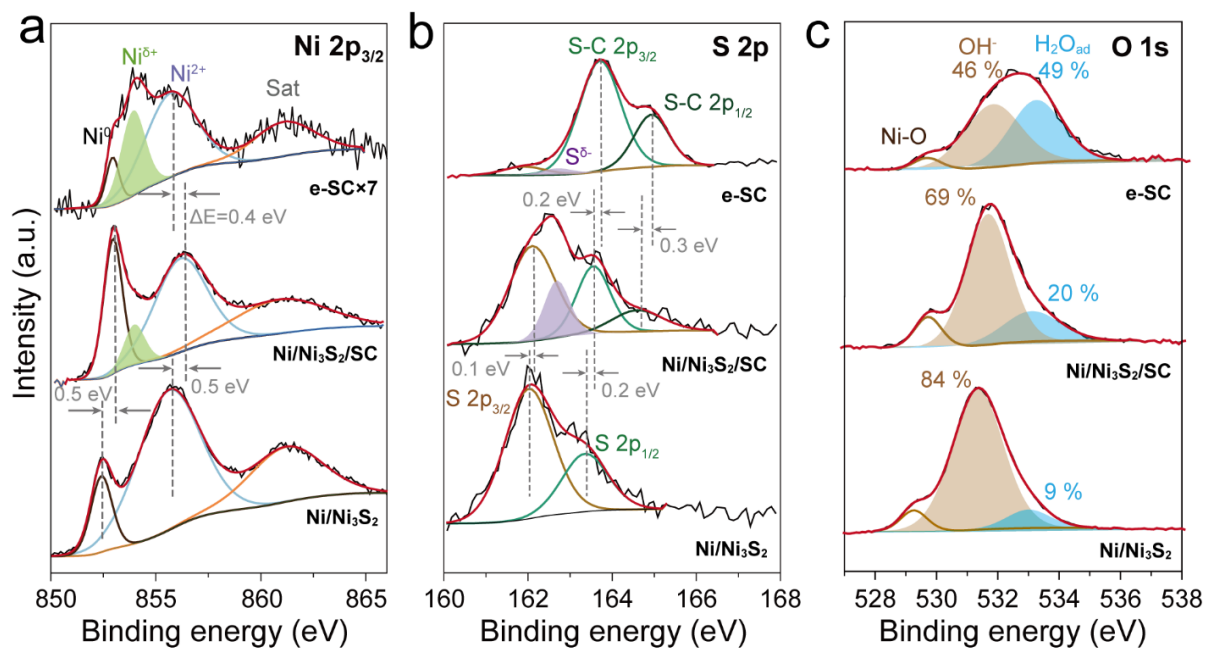 a
Ni 2p3/2
Niδ+
Ni2+
Sat
Ni0
e-SC×7
ΔE=0.4 eV
Ni/Ni3S2/SC
0.5 eV
0.5 eV
Ni/Ni3S2
850 855 860 865
Binding energy (eV)
Intensity (a.u.)
b
S 2p
S-C 2p3/2
S-C 2p1/2
Sδ-
e-SC
0.2 eV
0.3 eV
Ni/Ni3S2/SC
0.1 eV
0.2 eV
S 2p3/2
S 2p1/2
Ni/Ni3S2
160 162 164 166 168
Binding energy (eV)
c
O 1s
OH-
46 %
H2Oad
49 %
Ni-O
e-SC
69 %
20 %
Ni/Ni3S2/SC
84 %
9 %
Ni/Ni3S2
528 530 532 534 536 538
Binding energy (eV)